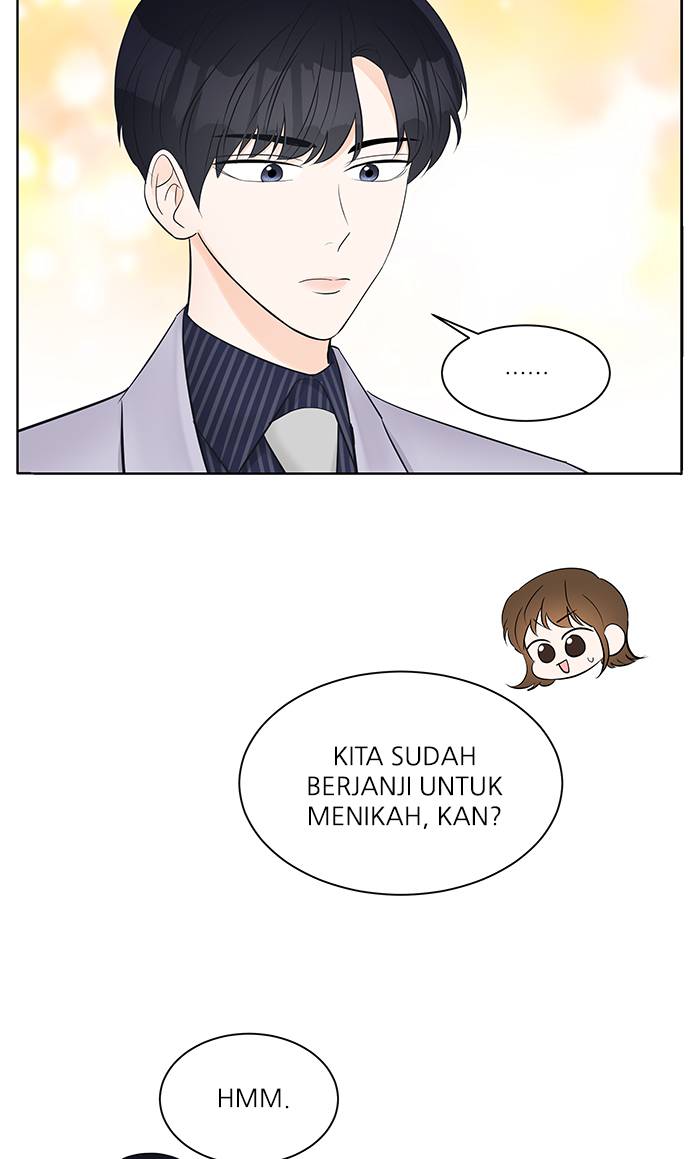 ......
KITA SUDAH
BERJANJI UNTUK
MENIKAH, KAN?
HMM.